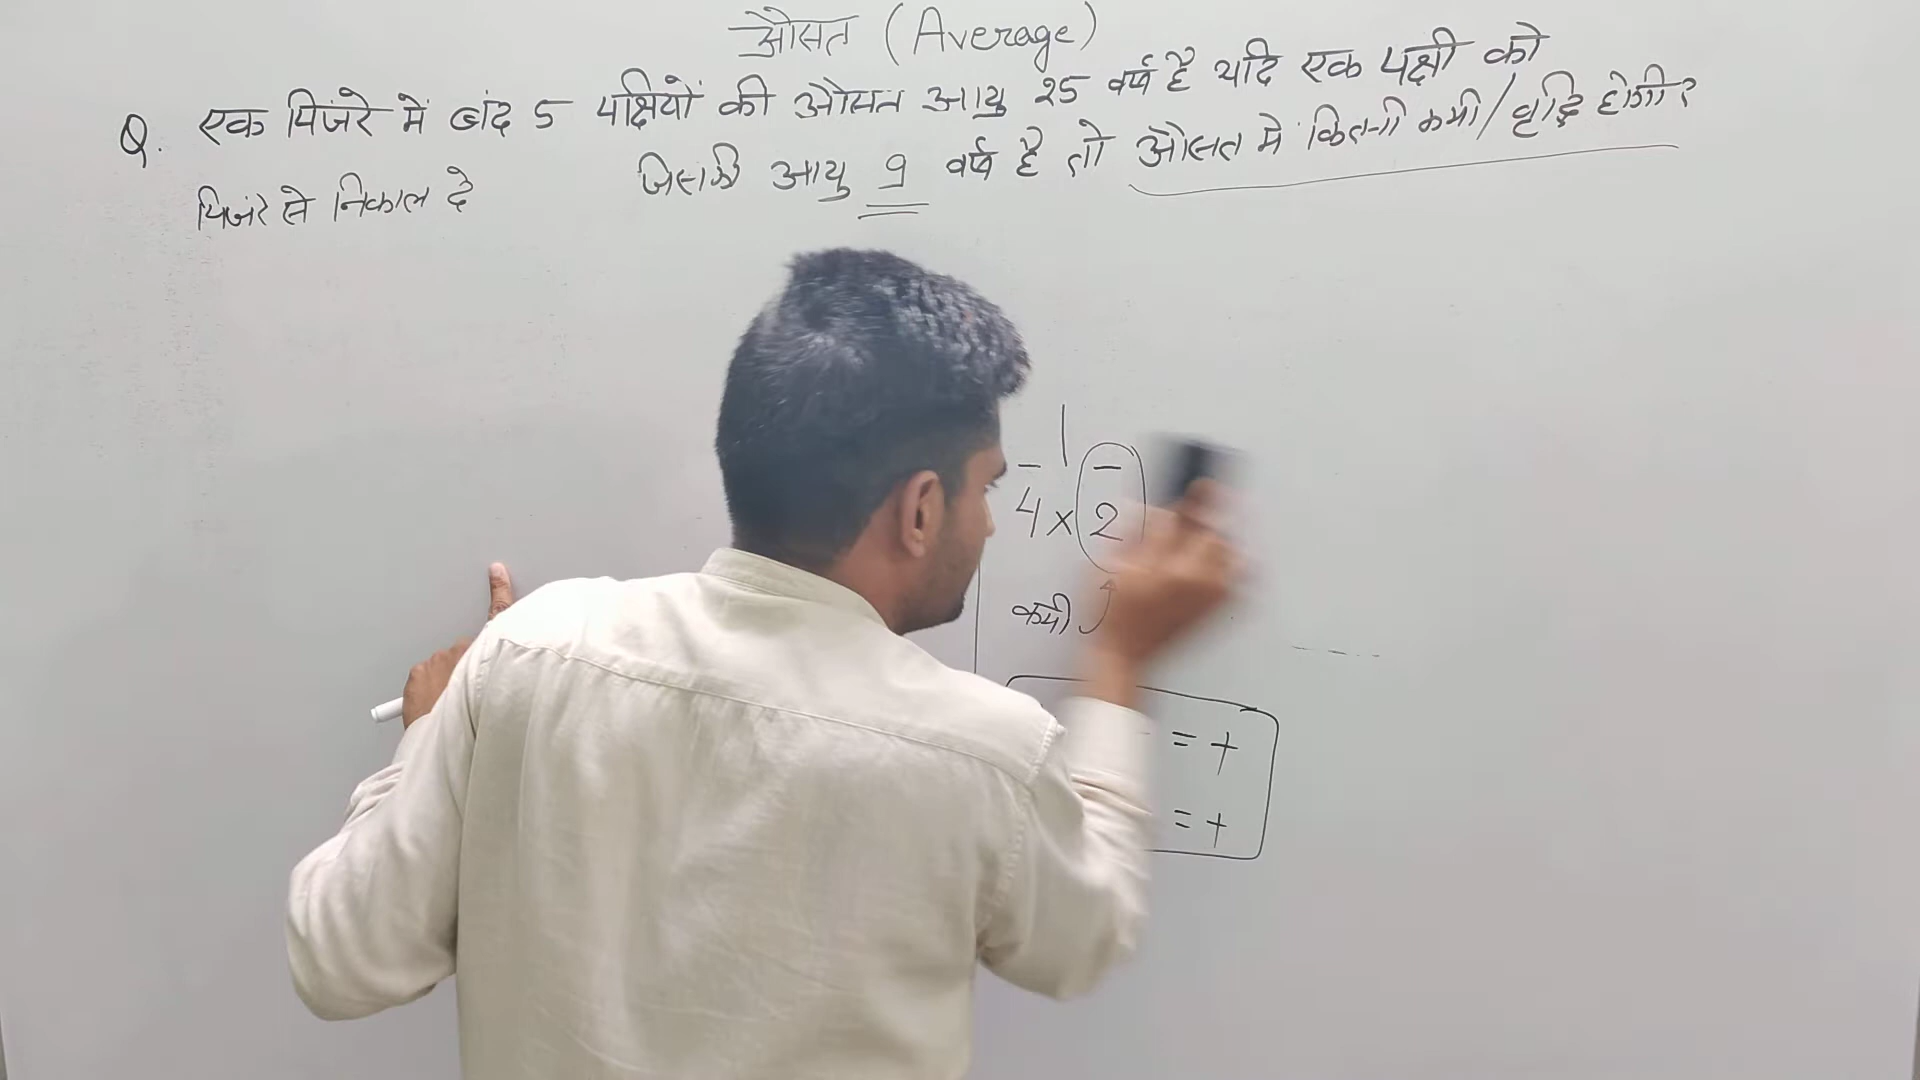 औसत (Average)
Q. एक पिंजरे में बंद 5 पक्षियों की औसत आयु 25 वर्ष है यदि एक पक्षी को
पिंजरे से निकाल दे जिसकी आयु 9 वर्ष है तो औसत में कितनी कमी/वृद्धि होगी?
- | -
4 × 2
कमी
= +
= +